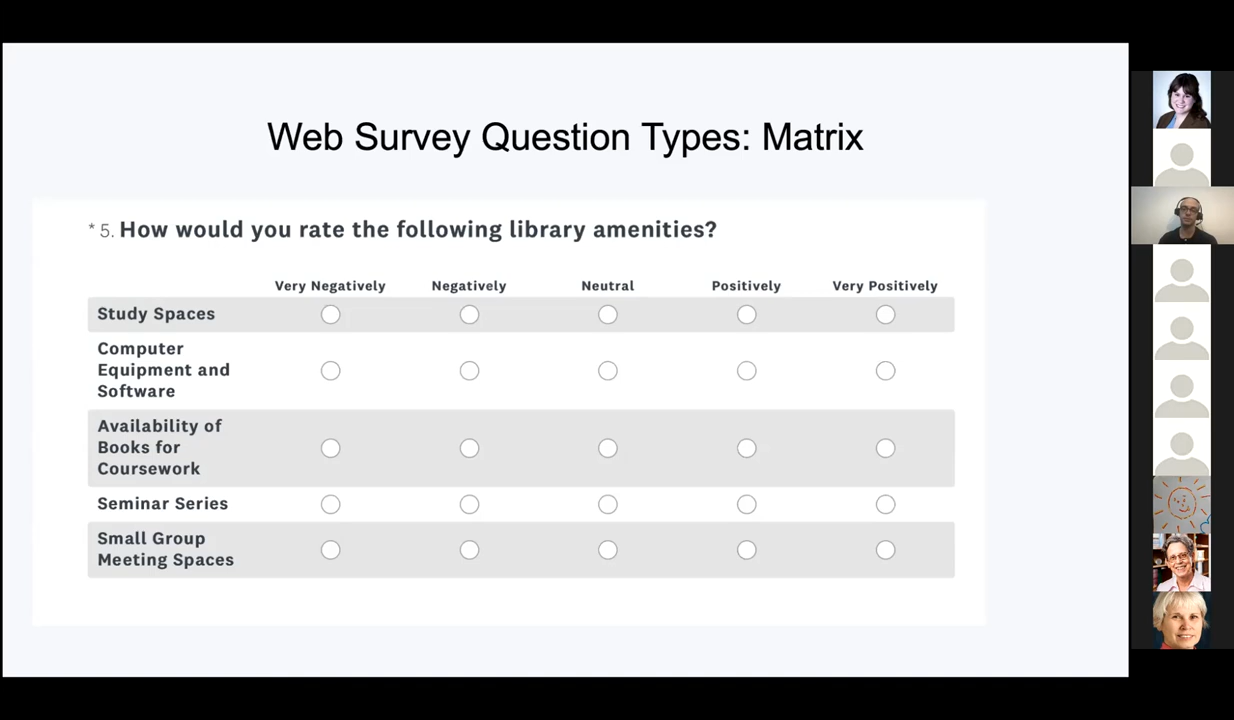 Web Survey Question Types: Matrix
* 5. How would you rate the following library amenities?
Very Negatively Negatively Neutral Positively Very Positively
Study Spaces
Computer
Equipment and
Software
Availability of
Books for
Coursework
Seminar Series
Small Group
Meeting Spaces